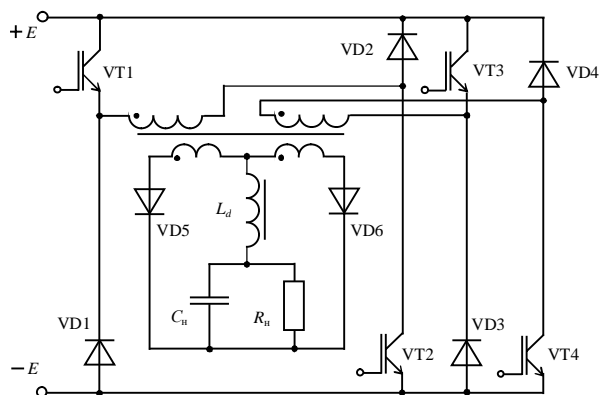 + E
VD2
VT1
VT3
VD4
L_d
VD5
VD6
C_н
R_н
VD1
VD3
VT2
VT4
− E